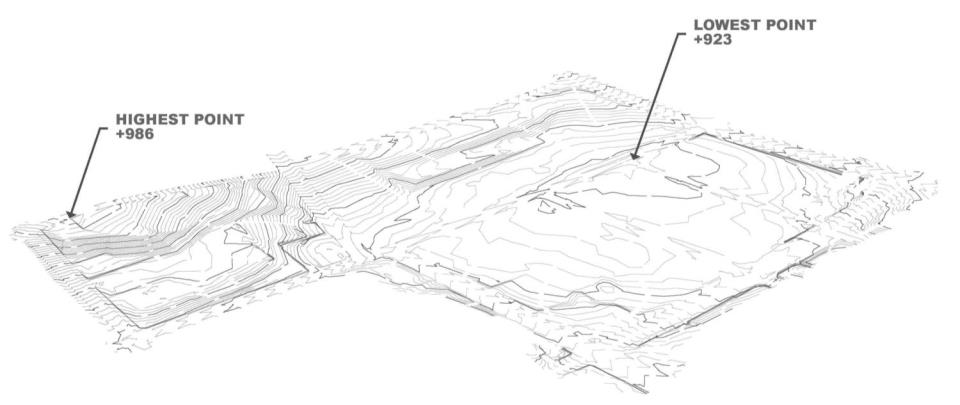 LOWEST POINT
+923
HIGHEST POINT
+986